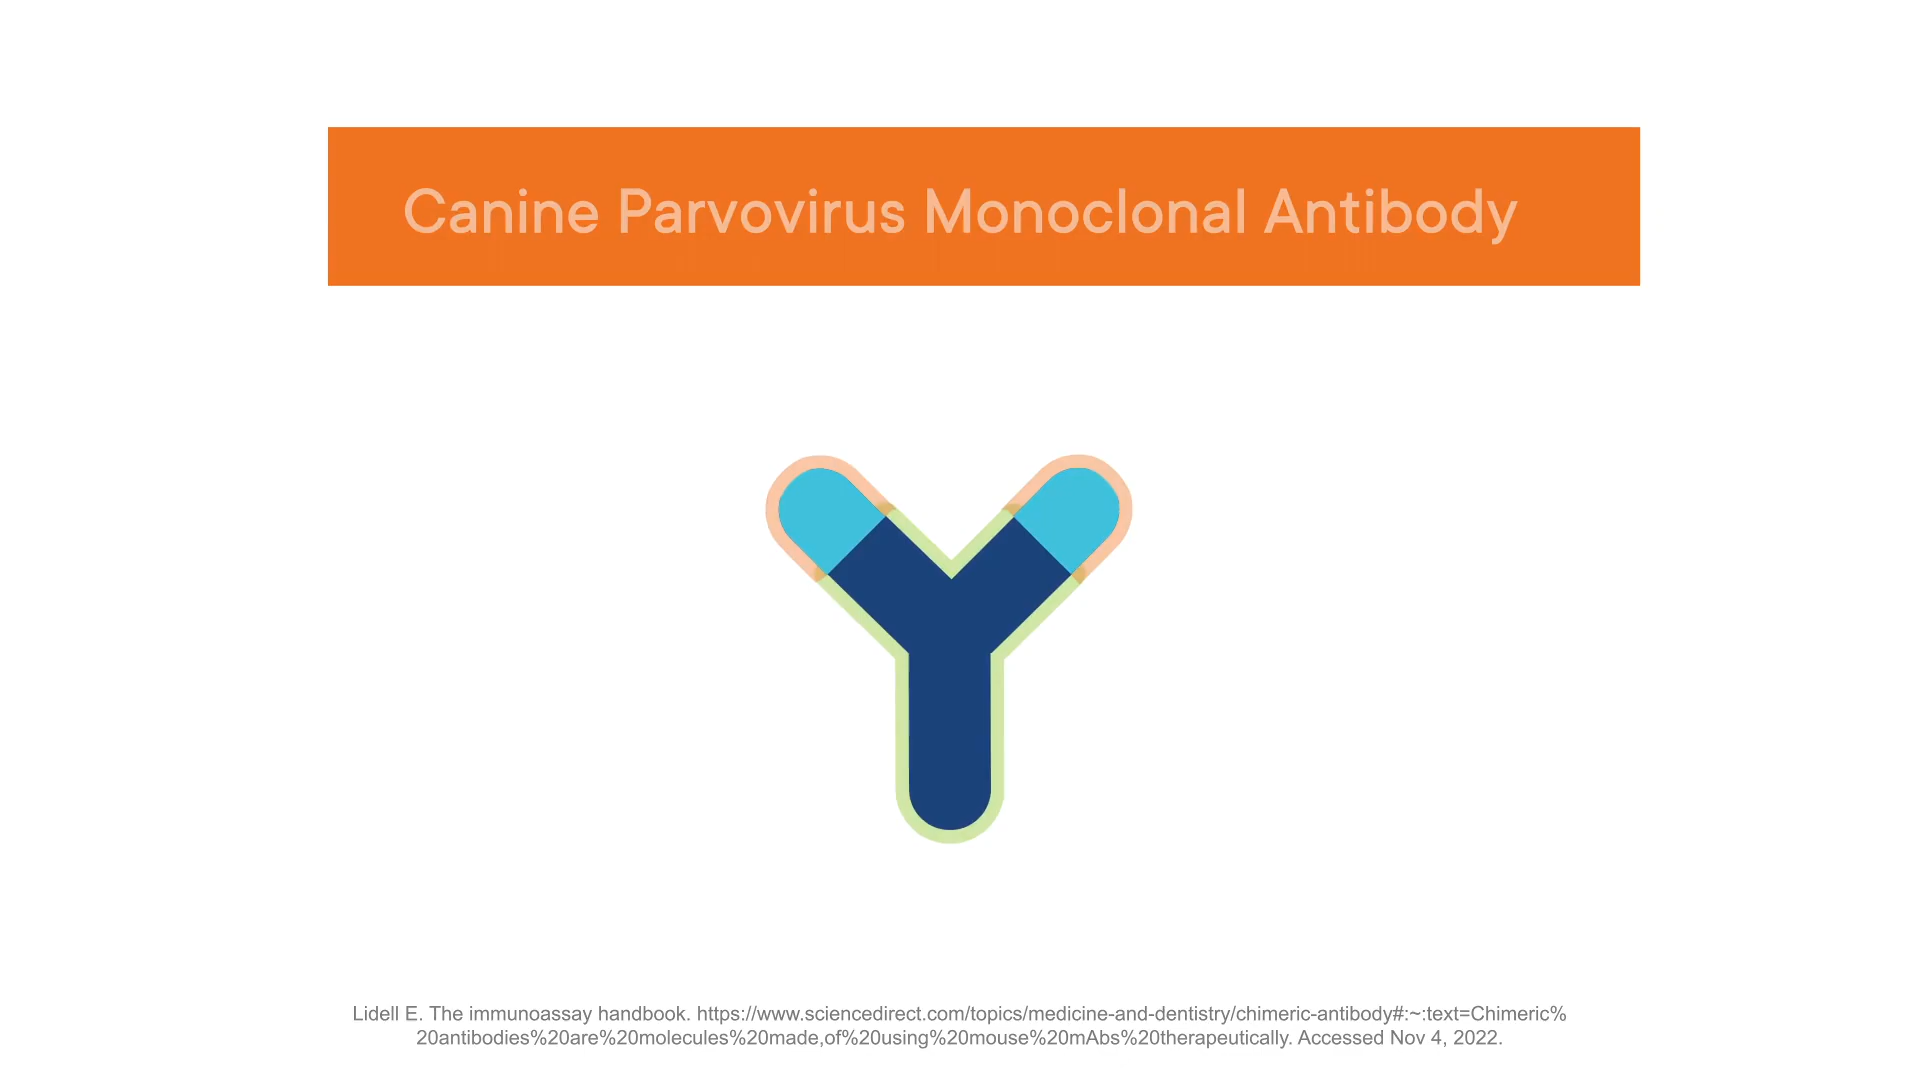 Canine Parvovirus Monoclonal Antibody
Lidell E. The immunoassay handbook. https://www.sciencedirect.com/topics/medicine-and-dentistry/chimeric-antibody#:~:text=Chimeric%
20antibodies%20are%20molecules%20made,of%20using%20mouse%20mAbs%20therapeutically. Accessed Nov 4, 2022.